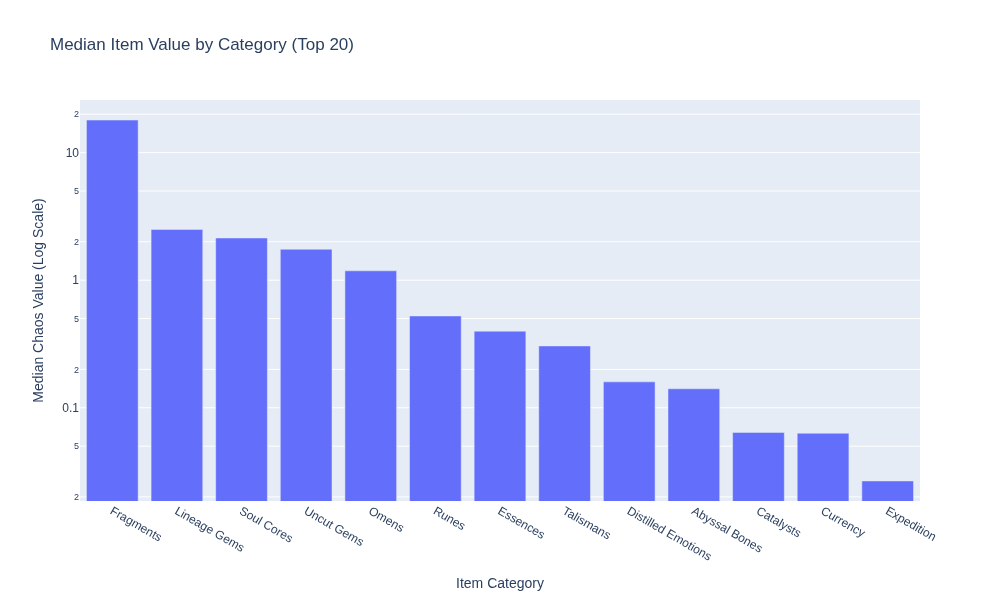 Median Item Value by Category (Top 20)
Median Chaos Value (Log Scale)
2
10
5
2
1
5
2
0.1
5
2
Fragments
Lineage Gems
Soul Cores
Uncut Gems
Omens
Runes
Essences
Talismans
Distilled Emotions
Abyssal Bones
Catalysts
Currency
Expedition
Item Category